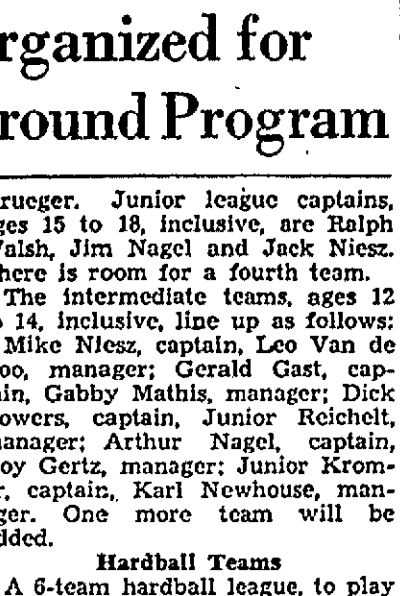 rganized for
round Program
rueger. Junior league captains,
ges 15 to 18, inclusive, are Ralph
Walsh, Jim Nagel and Jack Niesz.
here is room for a fourth team.
The intermediate teams, ages 12
o 14, inclusive, line up as follows:
Mike Niesz, captain, Leo Van de
oo, manager; Gerald Gast, cap-
ain, Gabby Mathis, manager; Dick
owers, captain, Junior Reichelt,
manager; Arthur Nagel, captain,
oy Gertz, manager; Junior Krom-
r, captain, Karl Newhouse, man-
ger. One more team will be
dded.
Hardball Teams
A 6-team hardball league, to play